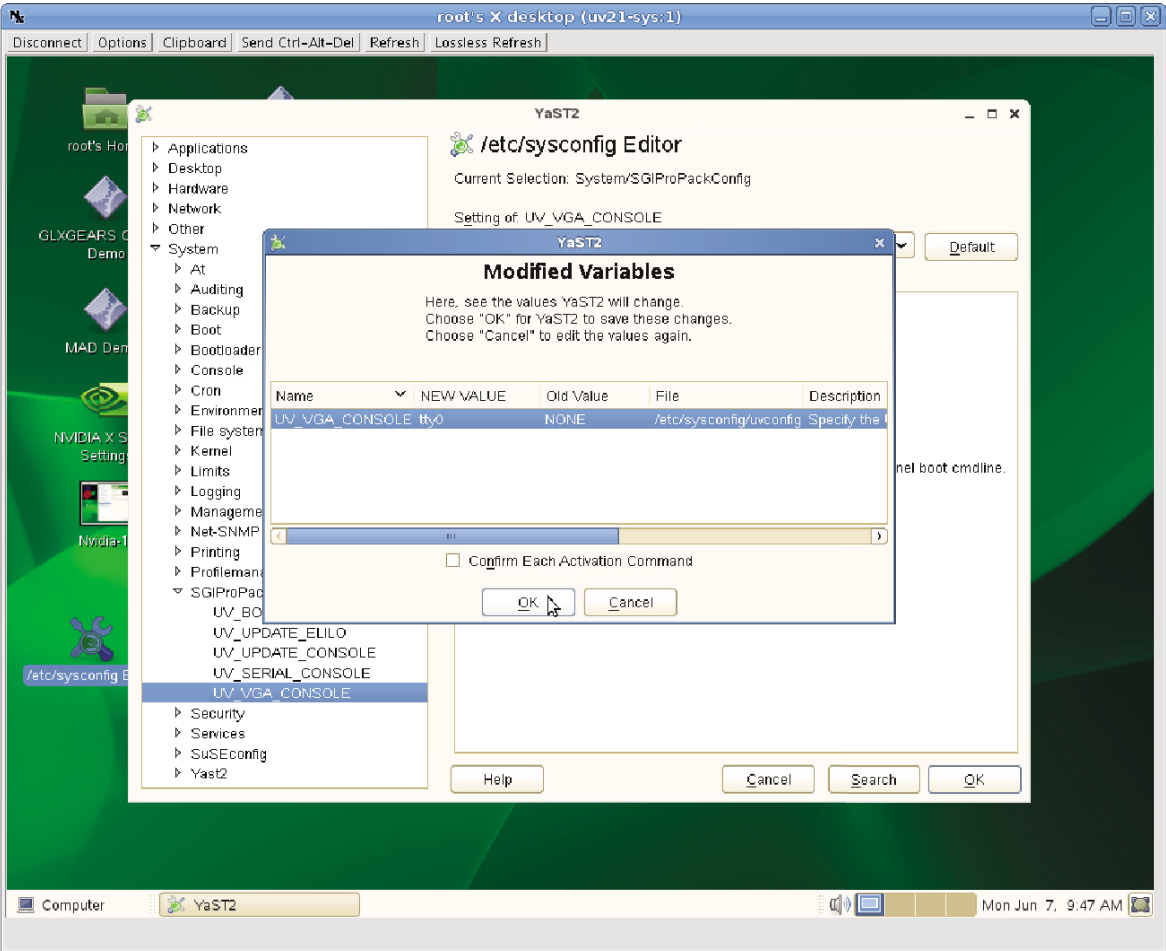 root's X desktop (uv21-sys:1)
Disconnect Options Clipboard Send Ctrl-Alt-Del Refresh Lossless Refresh
root's Hor
GLXGEARS C
Demo
MAD Dem
NVIDIA X S
Setting
Nvidia-1
/etc/sysconfig E
YaST2
Applications
Desktop
Hardware
Network
Other
System
At
Auditing
Backup
Boot
Bootloader
Console
Cron
Environmer
File system
Kernel
Limits
Logging
Manageme
Net-SNMP
Printing
Profilemana
SGIProPac
UV_BO
UV_UPDATE_ELILO
UV_UPDATE_CONSOLE
UV_SERIAL_CONSOLE
UV_VGA_CONSOLE
Security
Services
SuSEconfig
Yast2
/etc/sysconfig Editor
Current Selection: System/SGIProPackConfig
Setting of: UV_VGA_CONSOLE
Default
nel boot cmdline.
YaST2
Modified Variables
Here, see the values YaST2 will change.
Choose "OK" for YaST2 to save these changes.
Choose "Cancel" to edit the values again.
Name NEW VALUE Old Value File Description
UV_VGA_CONSOLE tty0 NONE /etc/sysconfig/uvconfig Specify the
Confirm Each Activation Command
OK Cancel
Help Cancel Search OK
Computer YaST2 Mon Jun 7, 9:47 AM